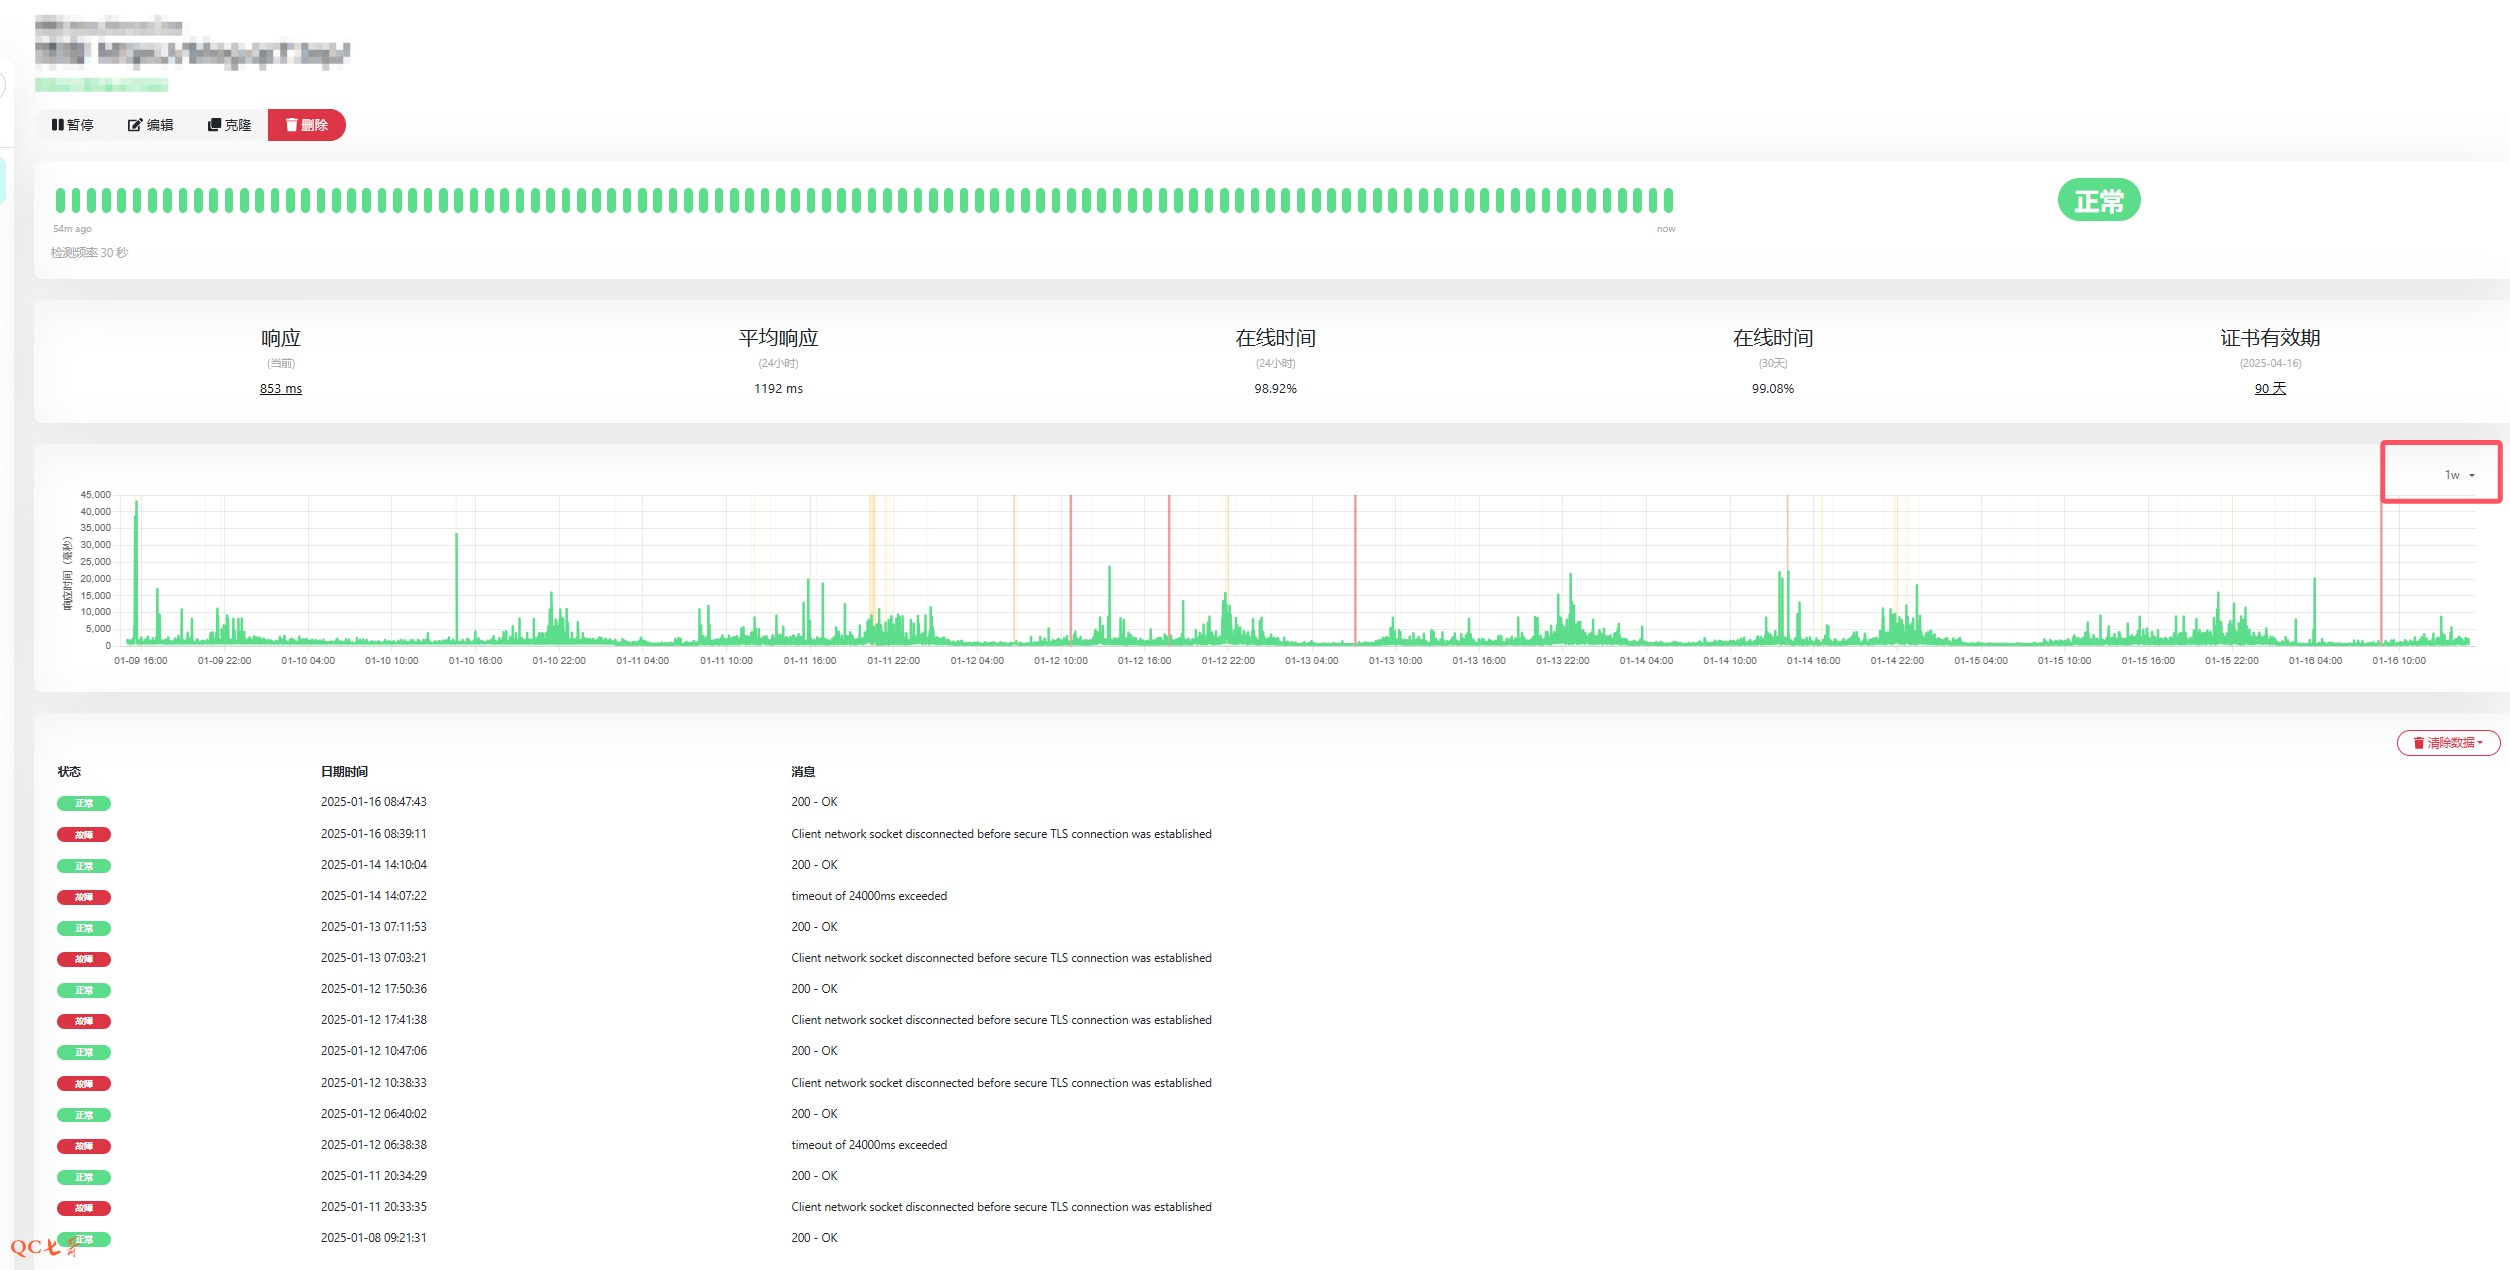 暂停 编辑 克隆 删除
正常
54m ago now
检测频率 30 秒
响应 平均响应 在线时间 在线时间 证书有效期
(当前) (24小时) (24小时) (30天) (2025-04-16)
853 ms 1192 ms 98.92% 99.08% 90 天
1w
45,000
40,000
35,000
30,000
25,000
20,000
15,000
10,000
5,000
0
响应时间（毫秒）
01-09 16:00 01-09 22:00 01-10 04:00 01-10 10:00 01-10 16:00 01-10 22:00 01-11 04:00 01-11 10:00 01-11 16:00 01-11 22:00 01-12 04:00 01-12 10:00 01-12 16:00 01-12 22:00 01-13 04:00 01-13 10:00 01-13 16:00 01-13 22:00 01-14 04:00 01-14 10:00 01-14 16:00 01-14 22:00 01-15 04:00 01-15 10:00 01-15 16:00 01-15 22:00 01-16 04:00 01-16 10:00
清除数据
状态 日期时间 消息
正常 2025-01-16 08:47:43 200 - OK
故障 2025-01-16 08:39:11 Client network socket disconnected before secure TLS connection was established
正常 2025-01-14 14:10:04 200 - OK
故障 2025-01-14 14:07:22 timeout of 24000ms exceeded
正常 2025-01-13 07:11:53 200 - OK
故障 2025-01-13 07:03:21 Client network socket disconnected before secure TLS connection was established
正常 2025-01-12 17:50:36 200 - OK
故障 2025-01-12 17:41:38 Client network socket disconnected before secure TLS connection was established
正常 2025-01-12 10:47:06 200 - OK
故障 2025-01-12 10:38:33 Client network socket disconnected before secure TLS connection was established
正常 2025-01-12 06:40:02 200 - OK
故障 2025-01-12 06:38:38 timeout of 24000ms exceeded
正常 2025-01-11 20:34:29 200 - OK
故障 2025-01-11 20:33:35 Client network socket disconnected before secure TLS connection was established
正常 2025-01-08 09:21:31 200 - OK
QC七哥